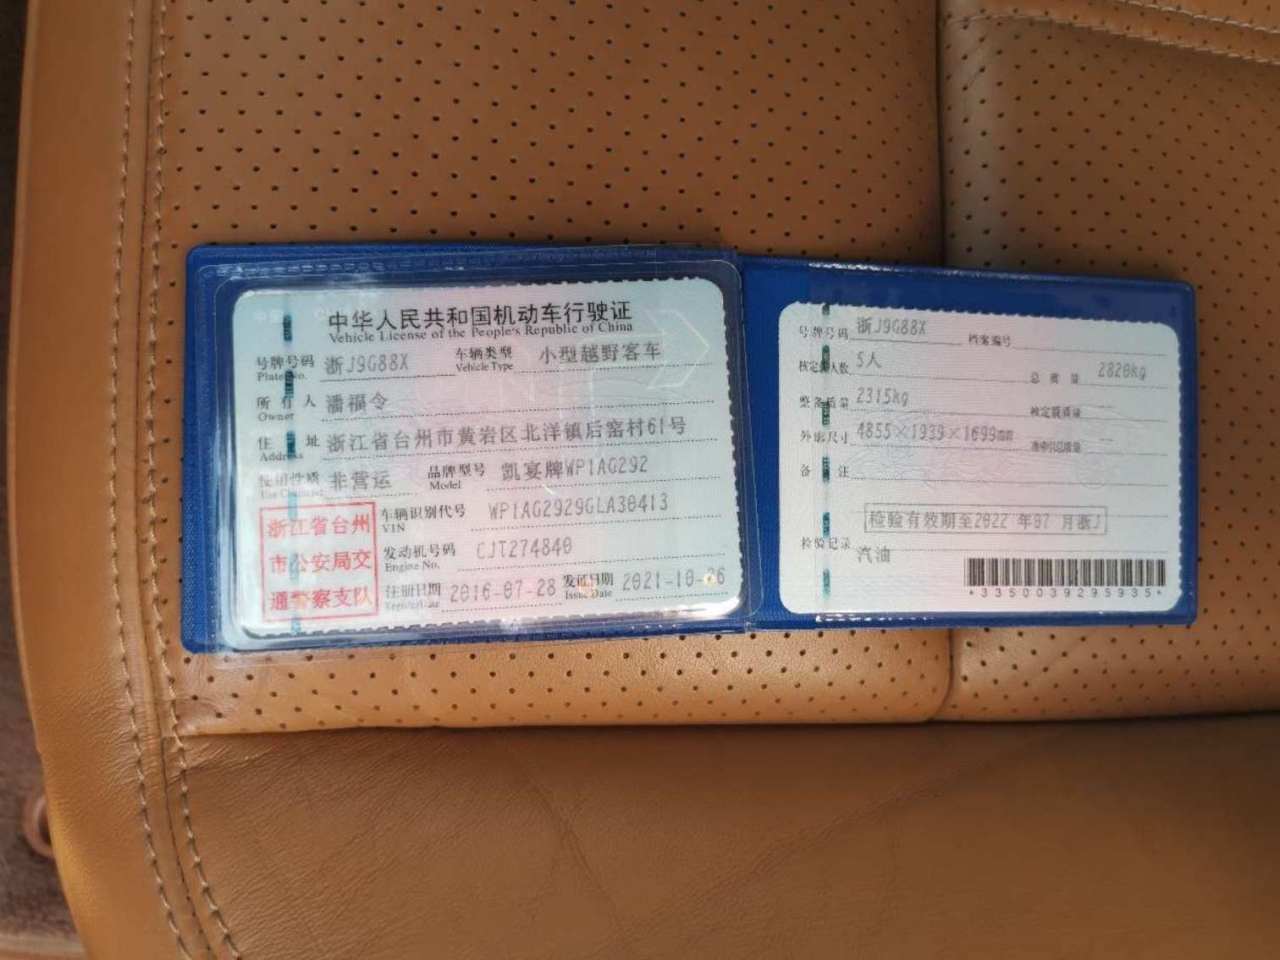 中华人民共和国机动车行驶证
Vehicle License of the People's Republic of China
号牌号码 浙J9G88X 车辆类型 小型越野客车
Plate No. Vehicle Type
所有人 潘福令
Owner
住址 浙江省台州市黄岩区北洋镇后窑村61号
Address
使用性质 非营运 品牌型号 凯宴牌WP1AG292
Use Character Model
浙江省台州
市公安局交
通警察支队
车辆识别代号 WP1AG2929GLA30413
VIN
发动机号码 CJT274840
Engine No.
注册日期 2016-07-28 发证日期 2021-10-26
Register Date Issue Date
号牌号码 浙J9G88X 档案编号
核定载人数 5人 总质量 2820kg
整备质量 2315kg 核定载质量 --
外廓尺寸 4855×1939×1699mm 准牵引总质量 --
备注
检验有效期至2022 年07 月浙J
检验记录
汽油
*3350039295935*